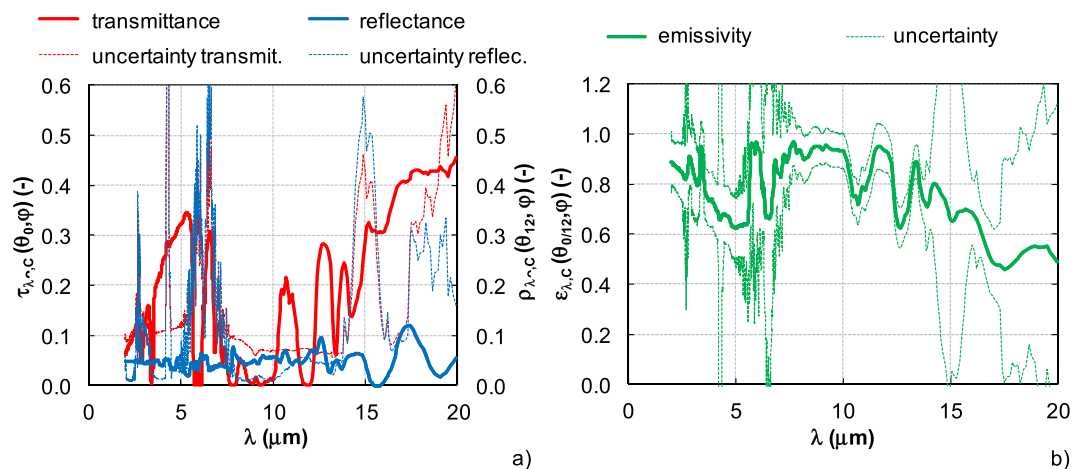 transmittance
reflectance
uncertainty transmit.
uncertainty reflec.
emissivity
uncertainty
0.6
0.5
0.4
0.3
0.2
0.1
0.0
τλ,C (θ0,φ) (-)
0.6
0.5
0.4
0.3
0.2
0.1
0.0
ρλ,C (θ12, φ) (-)
0 5 10 15 20
λ (μm)
a)
1.2
1.0
0.8
0.6
0.4
0.2
0.0
ελ,C (θ0/12,φ) (-)
0 5 10 15 20
λ (μm)
b)